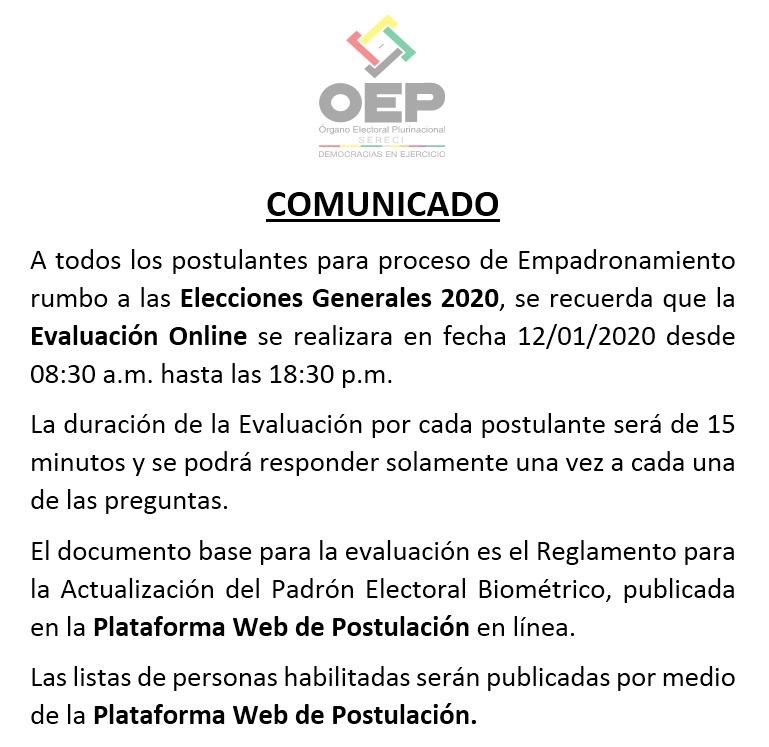 OEP
Órgano Electoral Plurinacional
SERECI
DEMOCRACIAS EN EJERCICIO
COMUNICADO
A todos los postulantes para proceso de Empadronamiento
rumbo a las Elecciones Generales 2020, se recuerda que la
Evaluación Online se realizara en fecha 12/01/2020 desde
08:30 a.m. hasta las 18:30 p.m.
La duración de la Evaluación por cada postulante será de 15
minutos y se podrá responder solamente una vez a cada una
de las preguntas.
El documento base para la evaluación es el Reglamento para
la Actualización del Padrón Electoral Biométrico, publicada
en la Plataforma Web de Postulación en línea.
Las listas de personas habilitadas serán publicadas por medio
de la Plataforma Web de Postulación.